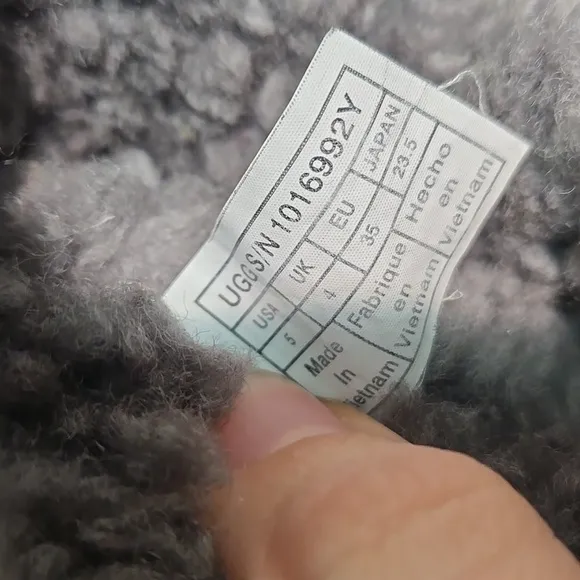 UGGS/N 1016992Y
USA UK EU JAPAN
5 4 35 23.5
Made Fabrique Hecho
In en en
Vietnam Vietnam Vietnam